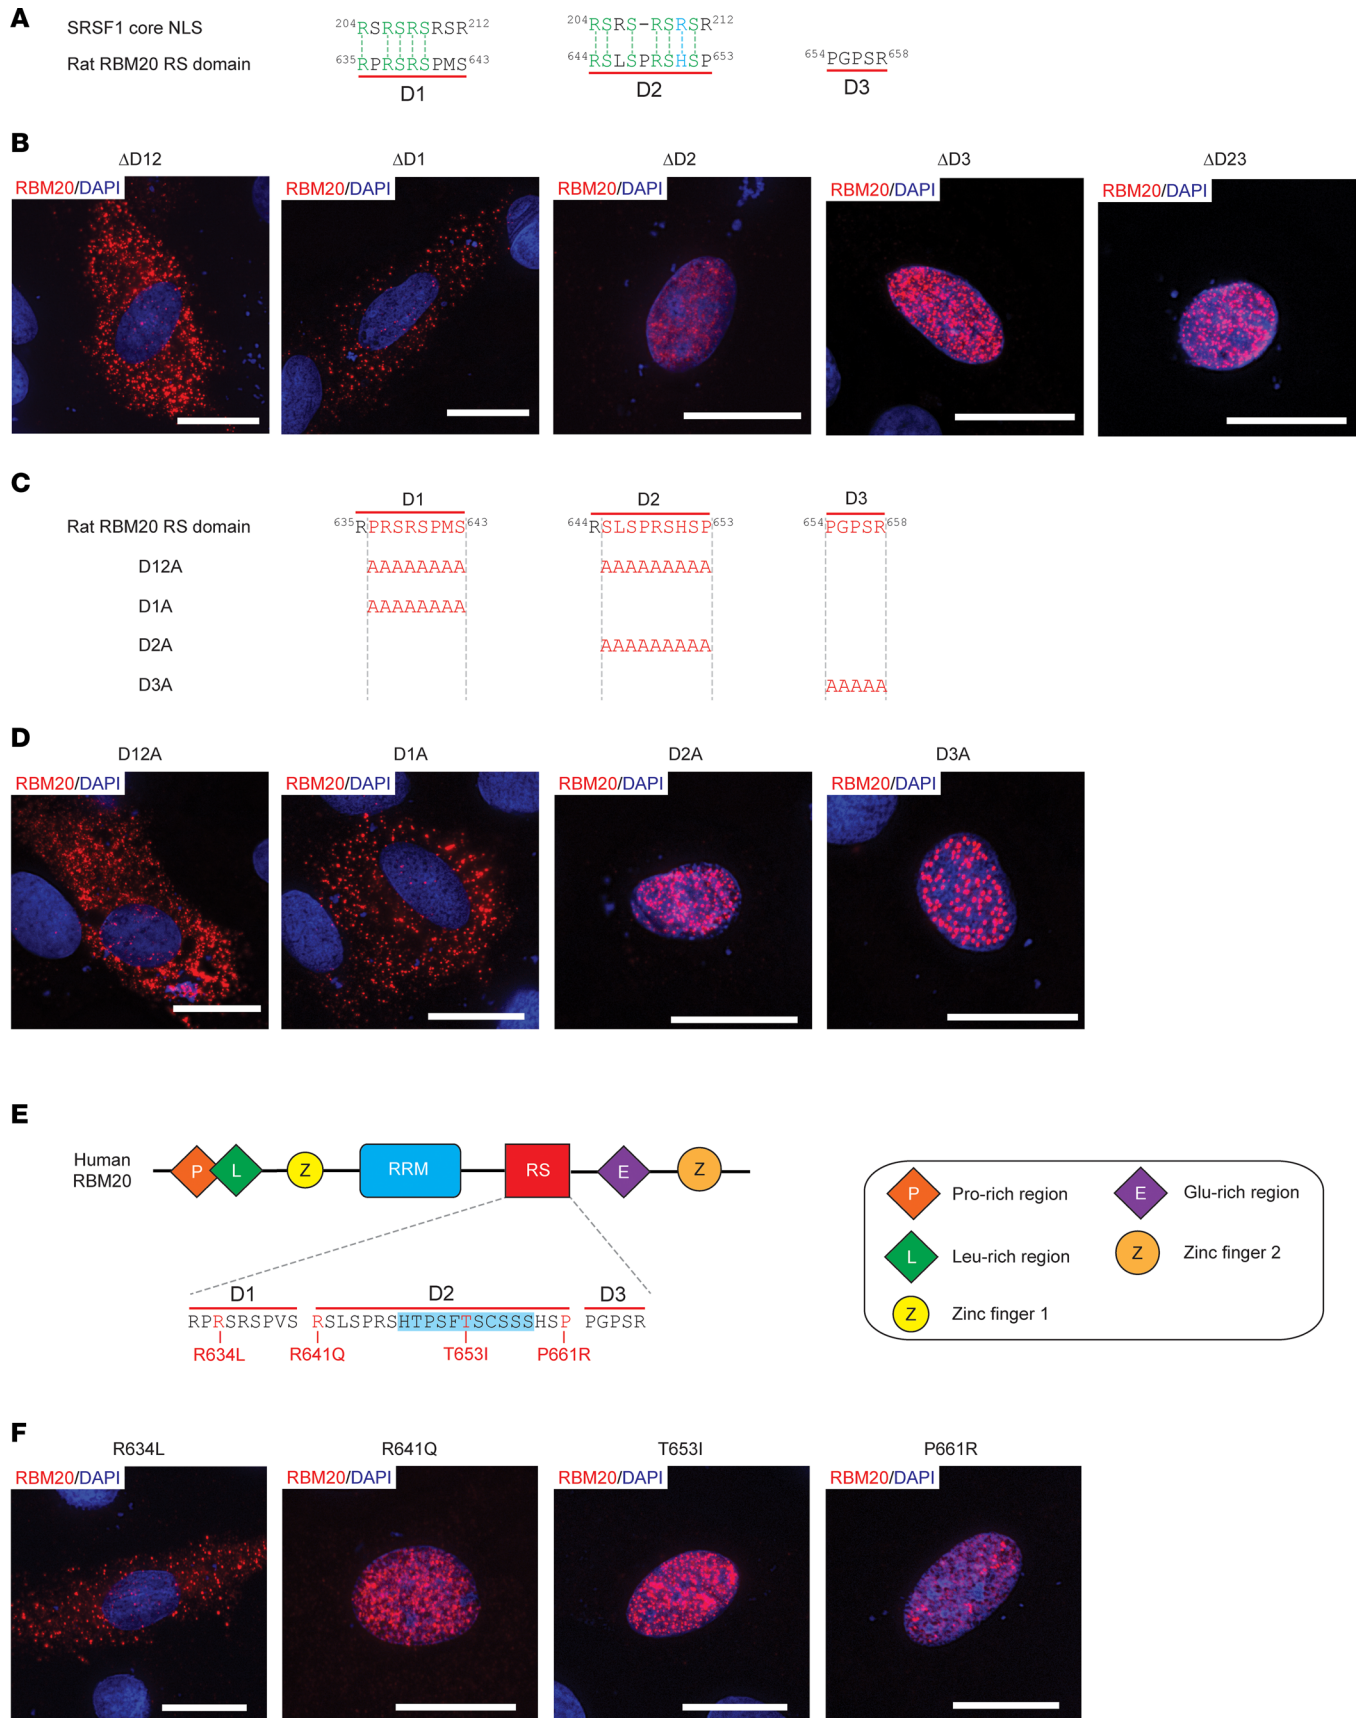 A
SRSF1 core NLS
204RSRSRSRSR212
204RSRS-RSRSR212
Rat RBM20 RS domain
635RPRSRSPMS643
644RSLSPRSHSP653
654PGPSR658
D1
D2
D3
B
ΔD12
ΔD1
ΔD2
ΔD3
ΔD23
RBM20/DAPI
RBM20/DAPI
RBM20/DAPI
RBM20/DAPI
RBM20/DAPI
C
D1
D2
D3
Rat RBM20 RS domain
635RPRSRSPMS643
644RSLSPRSHSP653
654PGPSR658
D12A
AAAAAAAA
AAAAAAAAA
D1A
AAAAAAAA
D2A
AAAAAAAAA
D3A
AAAAA
D
D12A
D1A
D2A
D3A
RBM20/DAPI
RBM20/DAPI
RBM20/DAPI
RBM20/DAPI
E
Human
RBM20
P
L
Z
RRM
RS
E
Z
D1
D2
D3
RPRSRSPVS
RSLSPRSHTPSFTSCSSSHSP
PGPSR
R634L
R641Q
T653I
P661R
P
Pro-rich region
E
Glu-rich region
L
Leu-rich region
Z
Zinc finger 2
Z
Zinc finger 1
F
R634L
R641Q
T653I
P661R
RBM20/DAPI
RBM20/DAPI
RBM20/DAPI
RBM20/DAPI